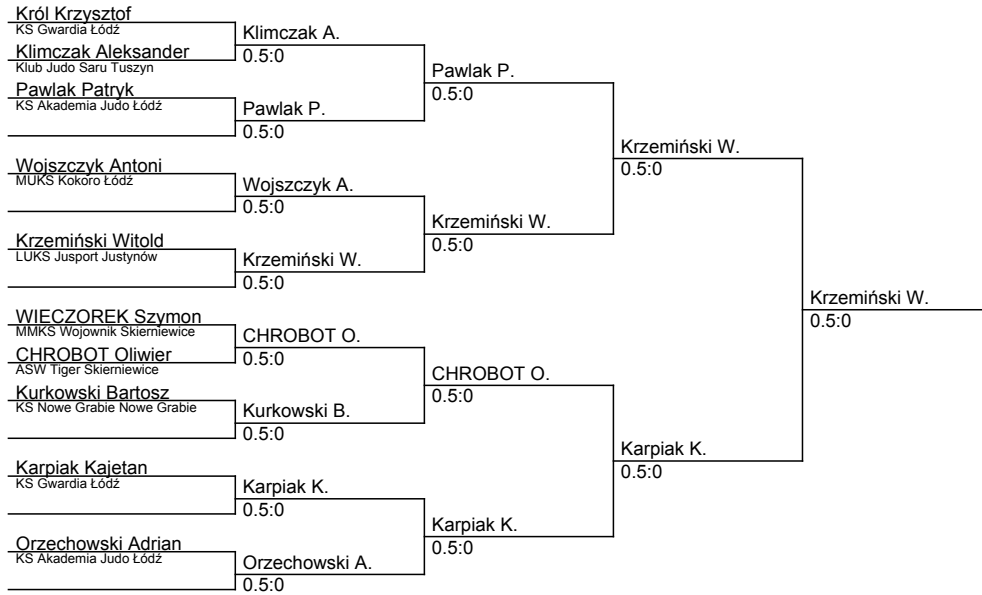 Król Krzysztof
KS Gwardia Łódź
Klimczak Aleksander
Klub Judo Saru Tuszyn
Pawlak Patryk
KS Akademia Judo Łódź
Wojszczyk Antoni
MUKS Kokoro Łódź
Krzemiński Witold
LUKS Jusport Justynów
WIECZOREK Szymon
MMKS Wojownik Skierniewice
CHROBOT Oliwier
ASW Tiger Skierniewice
Kurkowski Bartosz
KS Nowe Grabie Nowe Grabie
Karpiak Kajetan
KS Gwardia Łódź
Orzechowski Adrian
KS Akademia Judo Łódź
Klimczak A.
0.5:0
Pawlak P.
0.5:0
Wojszczyk A.
0.5:0
Krzemiński W.
0.5:0
CHROBOT O.
0.5:0
Kurkowski B.
0.5:0
Karpiak K.
0.5:0
Orzechowski A.
0.5:0
Pawlak P.
0.5:0
Krzemiński W.
0.5:0
CHROBOT O.
0.5:0
Karpiak K.
0.5:0
Krzemiński W.
0.5:0
Karpiak K.
0.5:0
Krzemiński W.
0.5:0